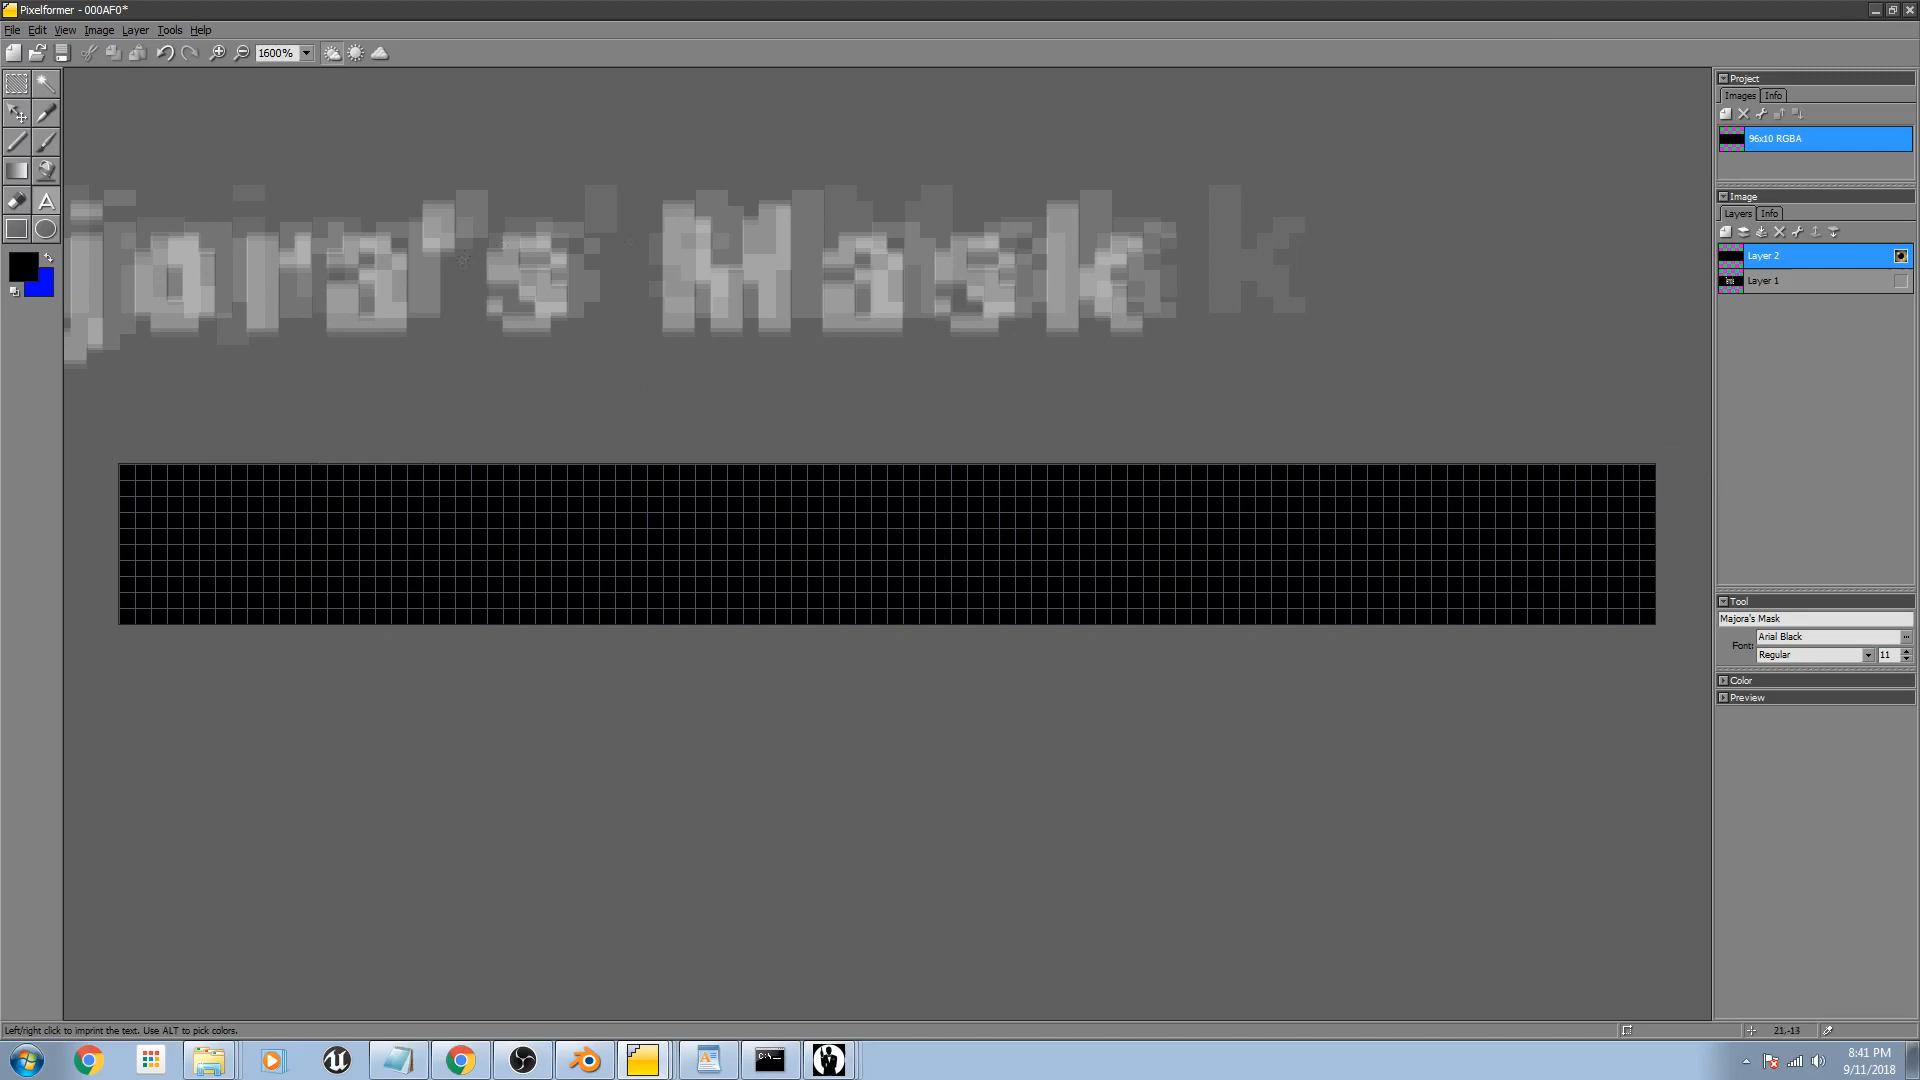 Pixelformer - 000AF0*
File Edit View Image Layer Tools Help
1600%
jora's Mask
Project
Images Info
96x10 RGBA
Image
Layers Info
Layer 2
Layer 1
Tool
Majora's Mask
Font: Arial Black
Regular 11
Color
Preview
Left/right click to imprint the text. Use ALT to pick colors.
21,-13
8:41 PM
9/11/2018